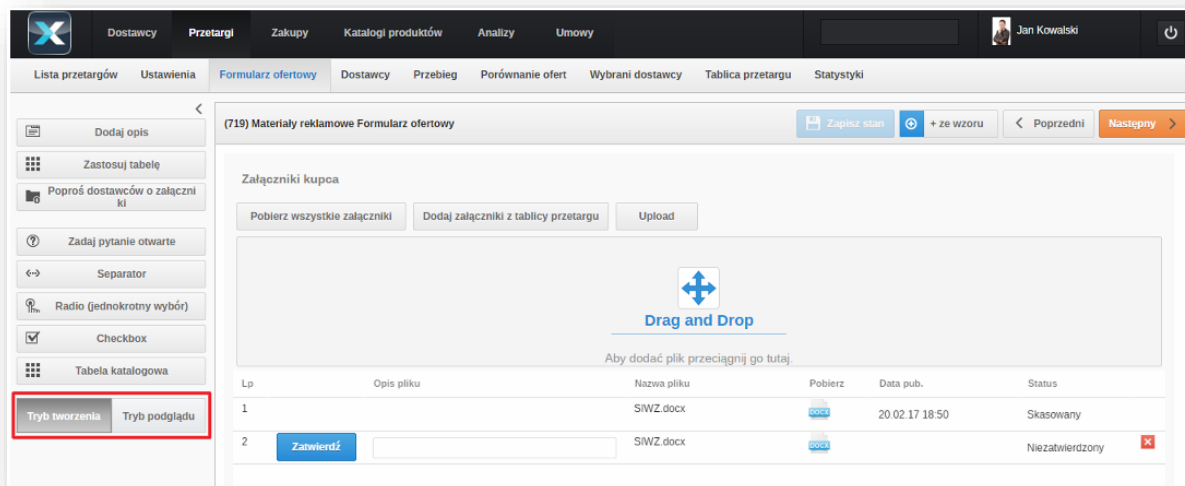 Dostawcy Przetargi Zakupy Katalogi produktów Analizy Umowy Jan Kowalski
Lista przetargów Ustawienia Formularz ofertowy Dostawcy Przebieg Porównanie ofert Wybrani dostawcy Tablica przetargu Statystyki
Dodaj opis
Zastosuj tabelę
Poproś dostawców o załączni
ki
Zadaj pytanie otwarte
Separator
Radio (jednokrotny wybór)
Checkbox
Tabela katalogowa
Tryb tworzenia Tryb podglądu
(719) Materiały reklamowe Formularz ofertowy Zapisz stan + ze wzoru Poprzedni Następny
Załączniki kupca
Pobierz wszystkie załączniki Dodaj załączniki z tablicy przetargu Upload
Drag and Drop
Aby dodać plik przeciągnij go tutaj.
Lp Opis pliku Nazwa pliku Pobierz Data pub. Status
1 SIWZ.docx DOCX 20.02.17 18:50 Skasowany
2 Zatwierdź SIWZ.docx DOCX Niezatwierdzony